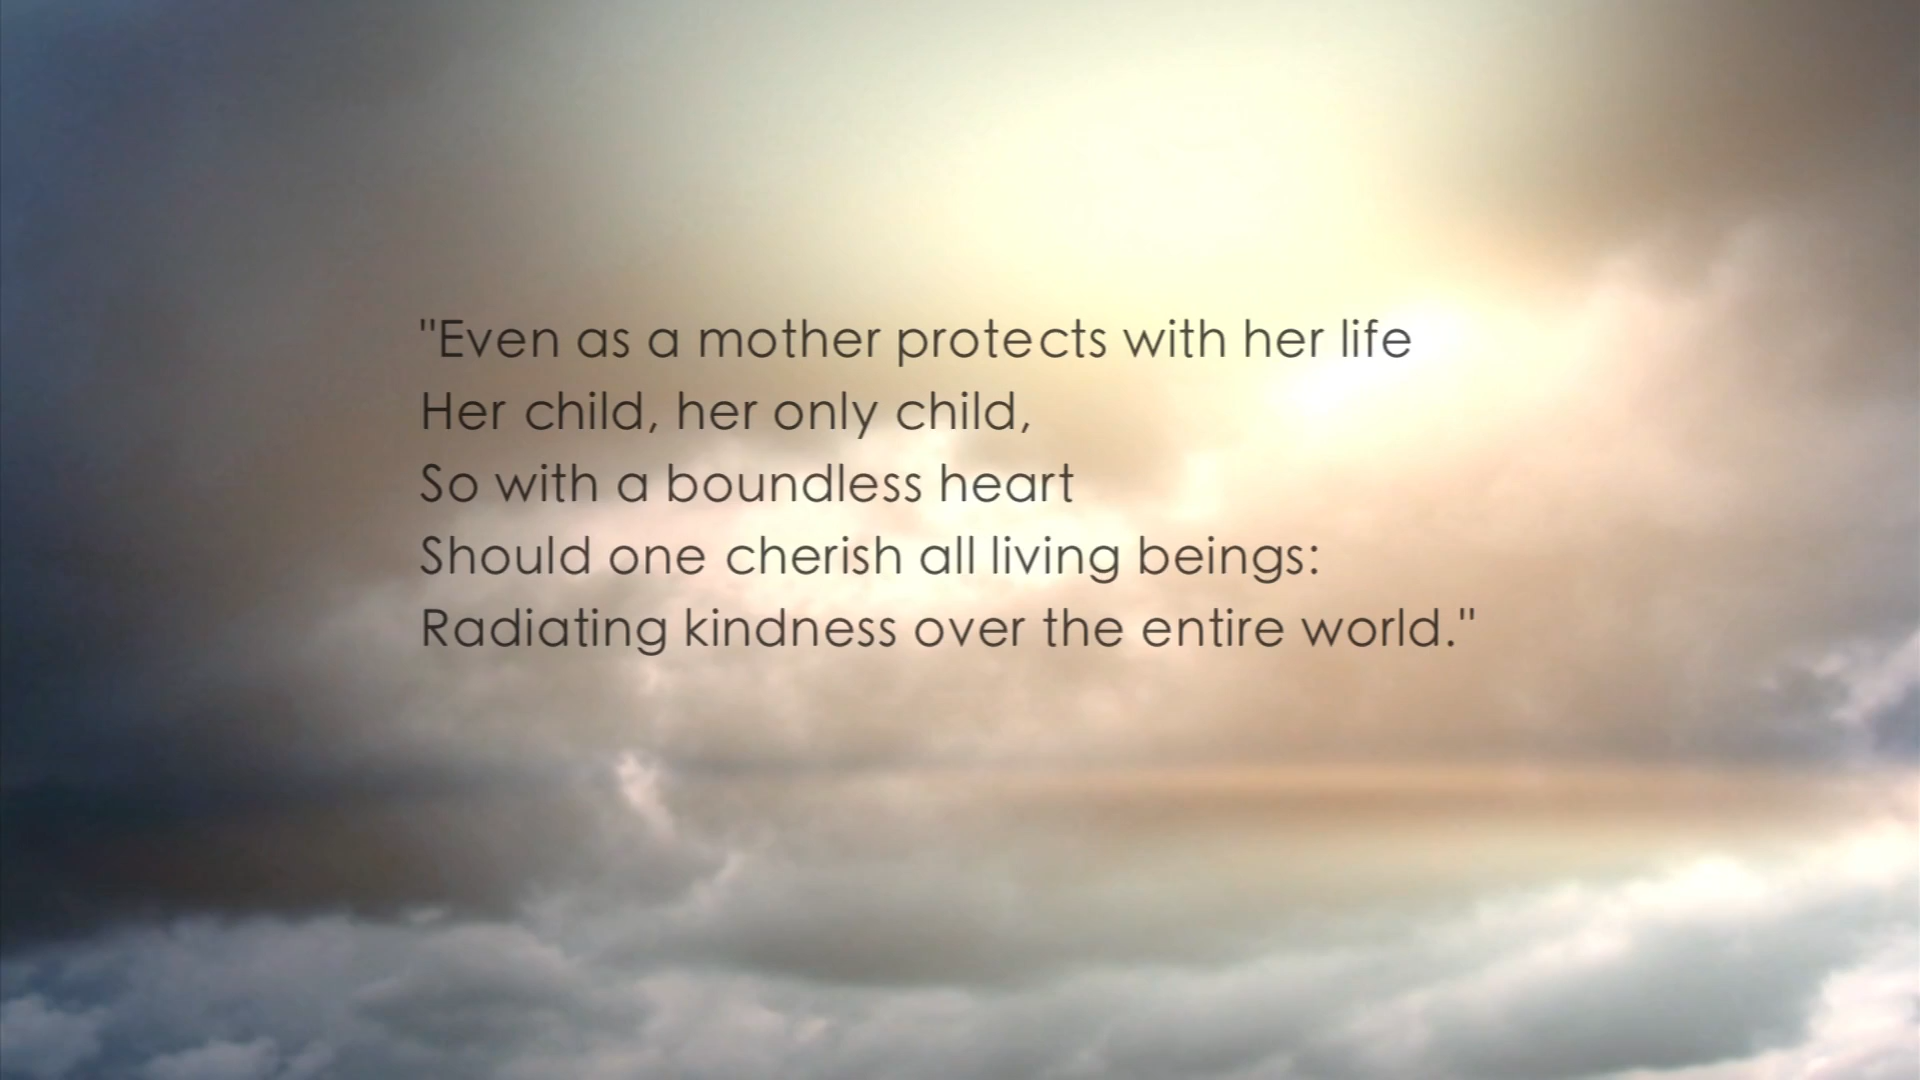 "Even as a mother protects with her life
Her child, her only child,
So with a boundless heart
Should one cherish all living beings:
Radiating kindness over the entire world."